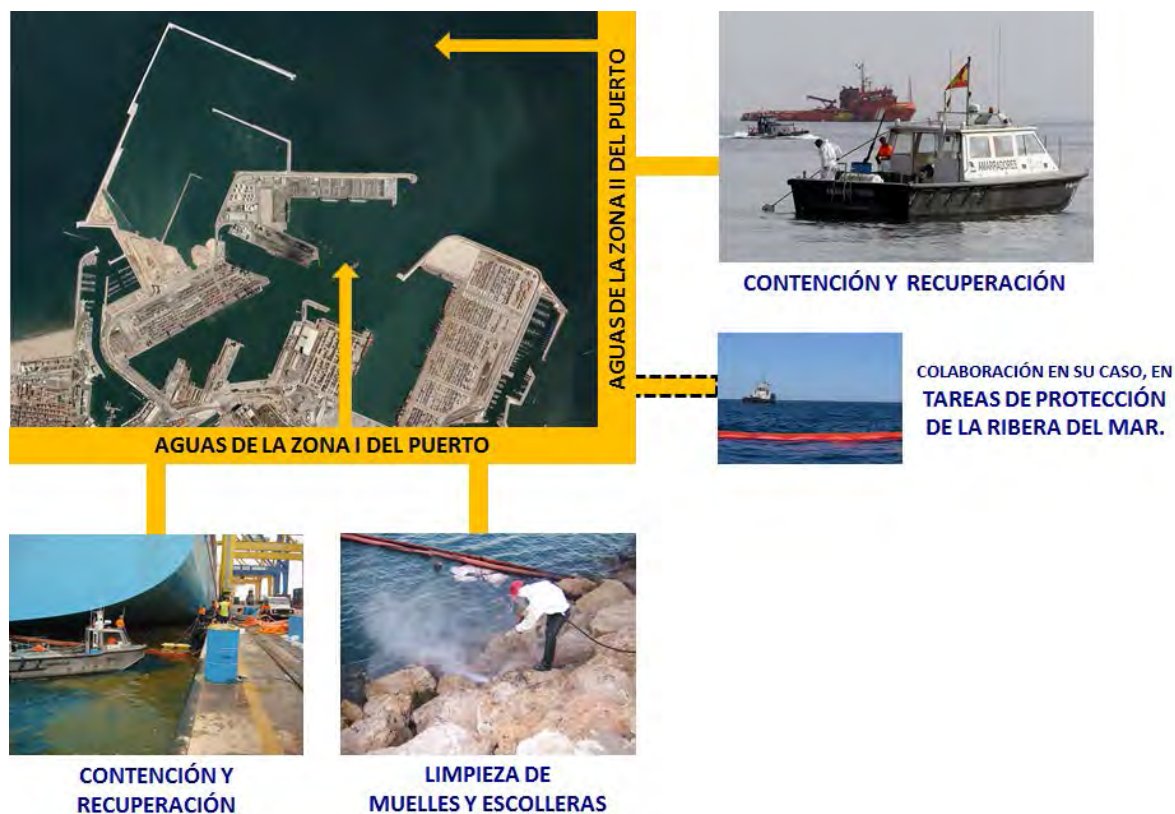 AGUAS DE LA ZONA II DEL PUERTO
AMARRADORES
CONTENCIÓN Y RECUPERACIÓN
COLABORACIÓN EN SU CASO, EN
TAREAS DE PROTECCIÓN
DE LA RIBERA DEL MAR.
AGUAS DE LA ZONA I DEL PUERTO
CONTENCIÓN Y
RECUPERACIÓN
LIMPIEZA DE
MUELLES Y ESCOLLERAS